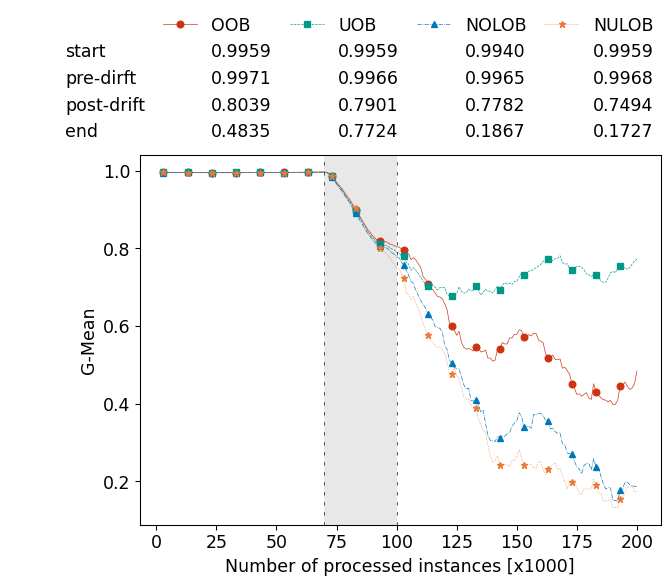 OOB UOB NOLOB NULOB
start 0.9959 0.9959 0.9940 0.9959
pre-dirft 0.9971 0.9966 0.9965 0.9968
post-drift 0.8039 0.7901 0.7782 0.7494
end 0.4835 0.7724 0.1867 0.1727
1.0
0.8
0.6
0.4
0.2
G-Mean
0 25 50 75 100 125 150 175 200
Number of processed instances [x1000]